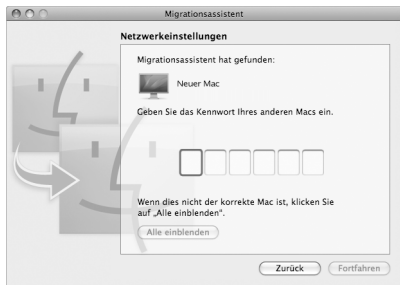 Migrationsassistent
Netzwerkeinstellungen
Migrationsassistent hat gefunden:
Neuer Mac
Geben Sie das Kennwort Ihres anderen Macs ein.
Wenn dies nicht der korrekte Mac ist, klicken Sie
auf „Alle einblenden“.
Alle einblenden
Zurück
Fortfahren